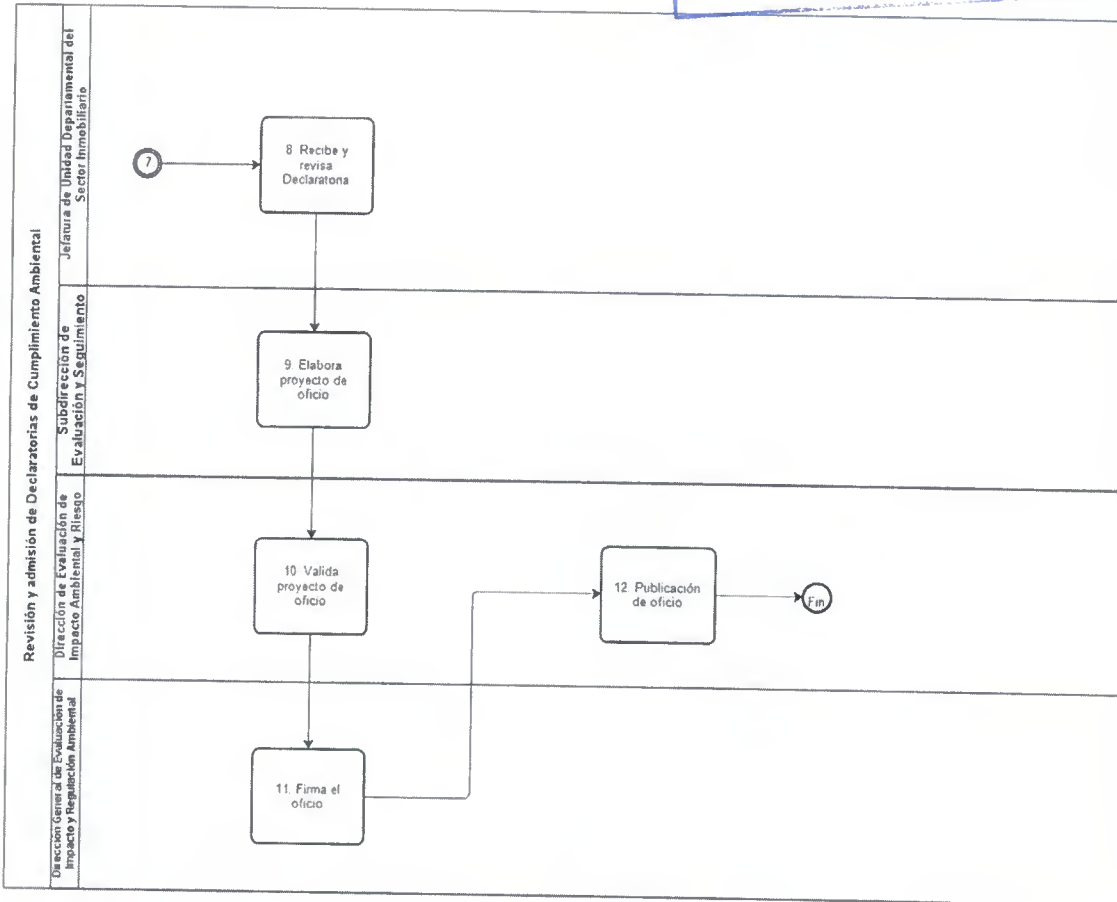 Revisión y admisión de Declaratorias de Cumplimiento Ambiental
Jefatura de Unidad Departamental del
Sector Inmobiliario
7
8 Recibe y
revisa
Declaratoria
Subdirección de
Evaluación y Seguimiento
9. Elabora
proyecto de
oficio
Dirección de Evaluación de
Impacto Ambiental y Riesgo
10 Valida
proyecto de
oficio
12. Publicación
de oficio
Fin
Dirección General de Evaluación de
Impacto y Regulación Ambiental
11. Firma el
oficio